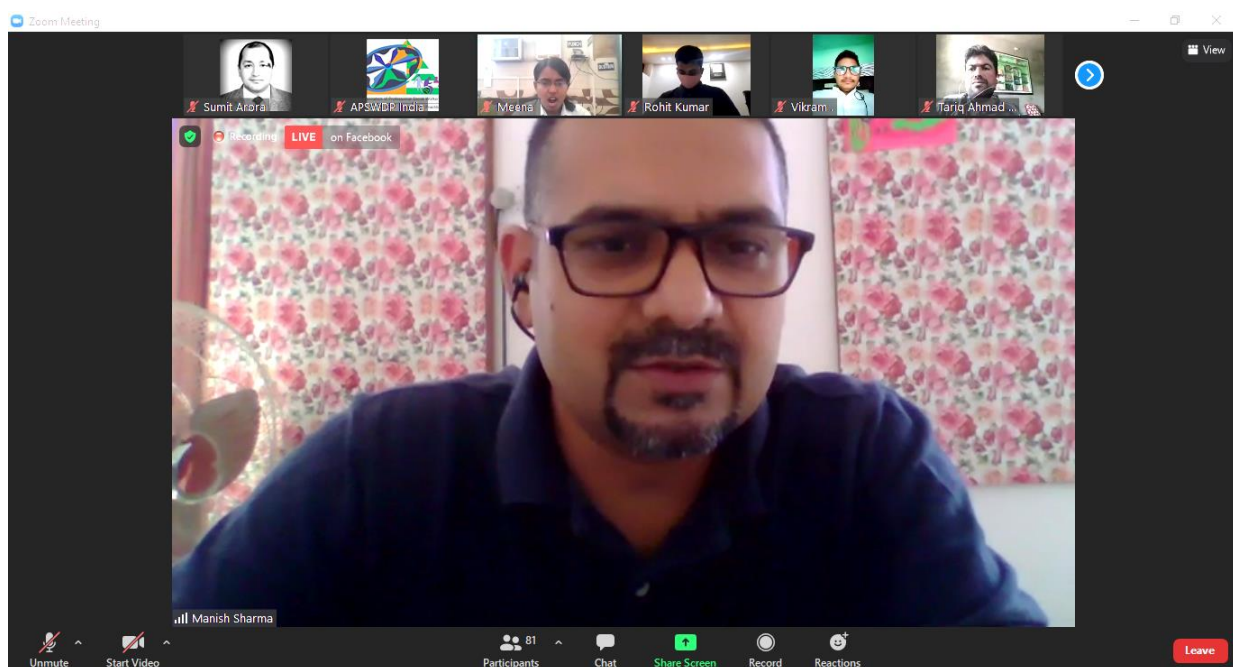 Zoom Meeting
View
Sumit Arora
APSWDP India
Meena
Rohit Kumar
Vikram .
Tariq Ahmad ...
Recording
LIVE on Facebook
Manish Sharma
Unmute
Start Video
Participants
81
Chat
Share Screen
Record
Reactions
Leave